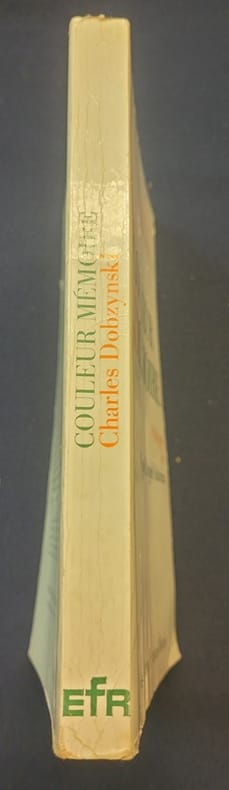 COULEUR MÉMOIRE
Charles Dobzynski
EfR